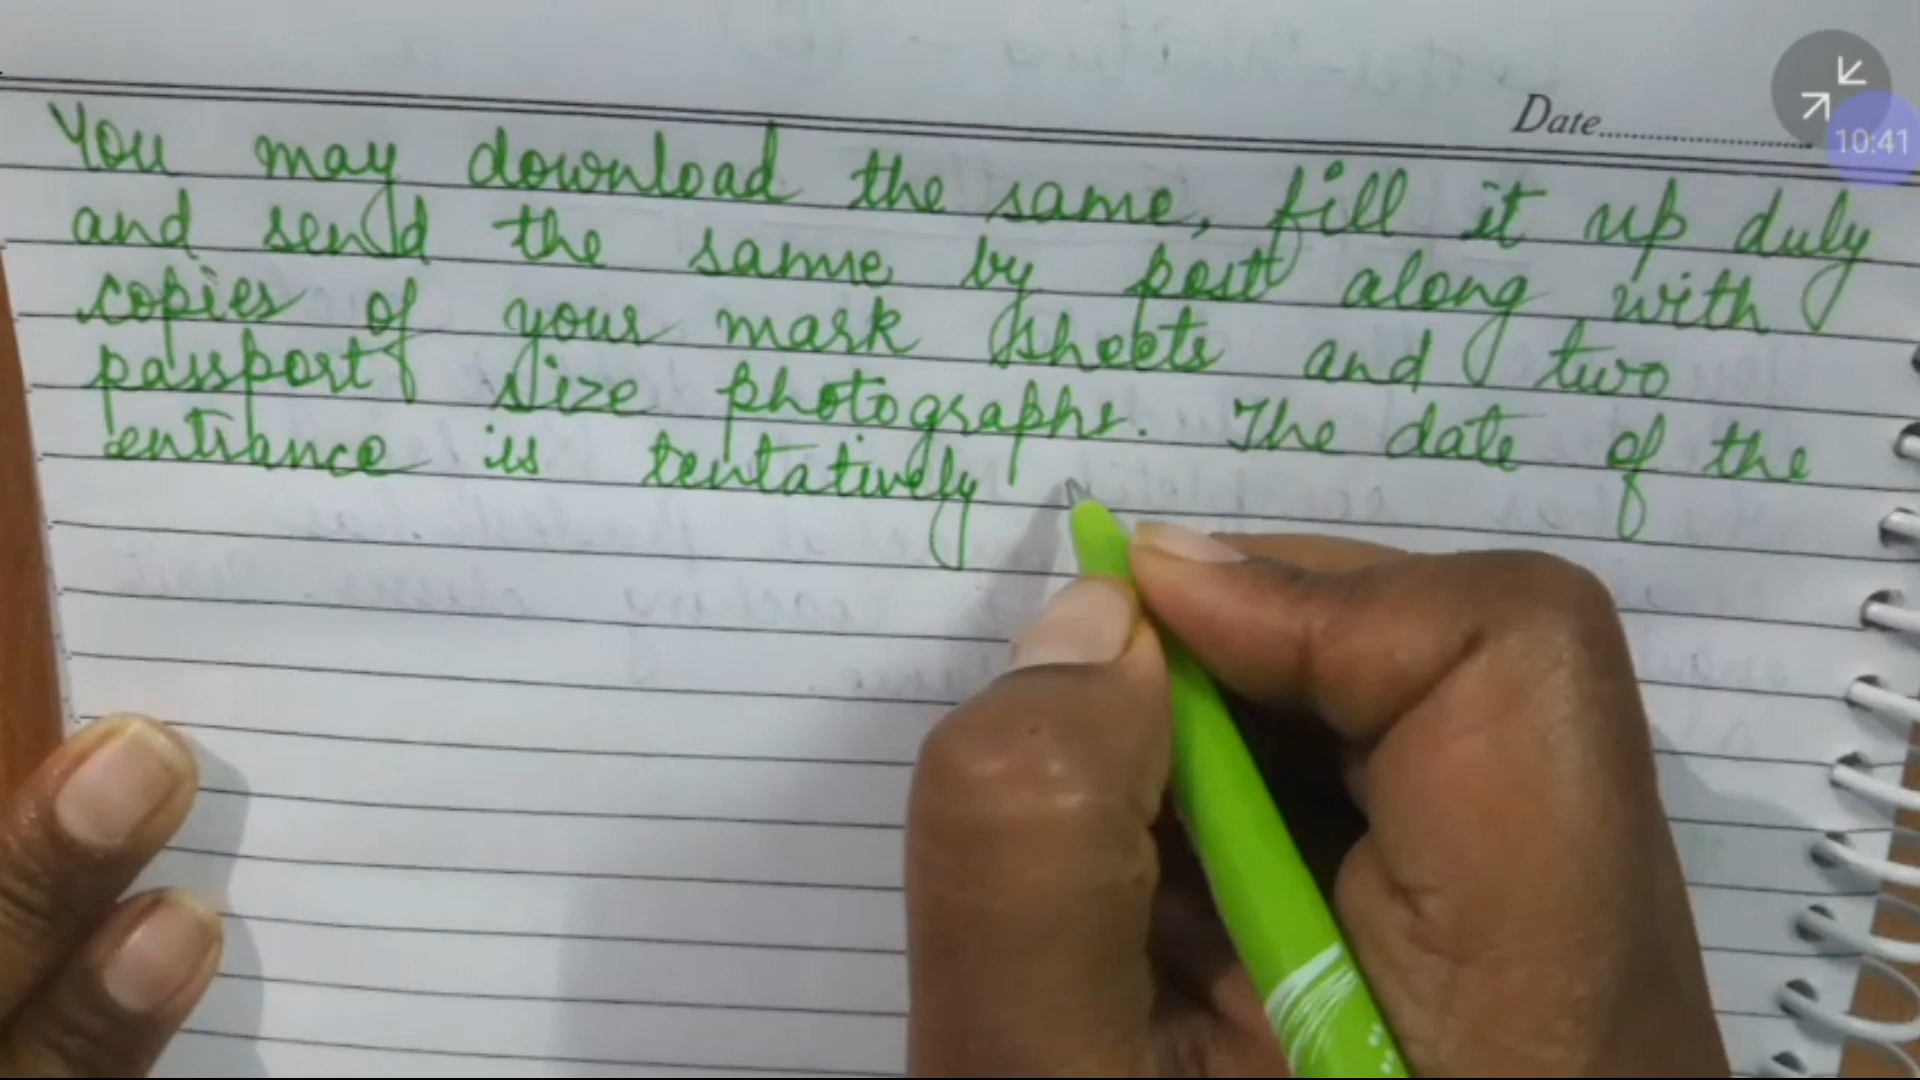 Date
10:41
You may download the same, fill it up duly
and send the same by post along with
copies of your mark sheets and two
passport size photographs. The date of the
entrance is tentatively